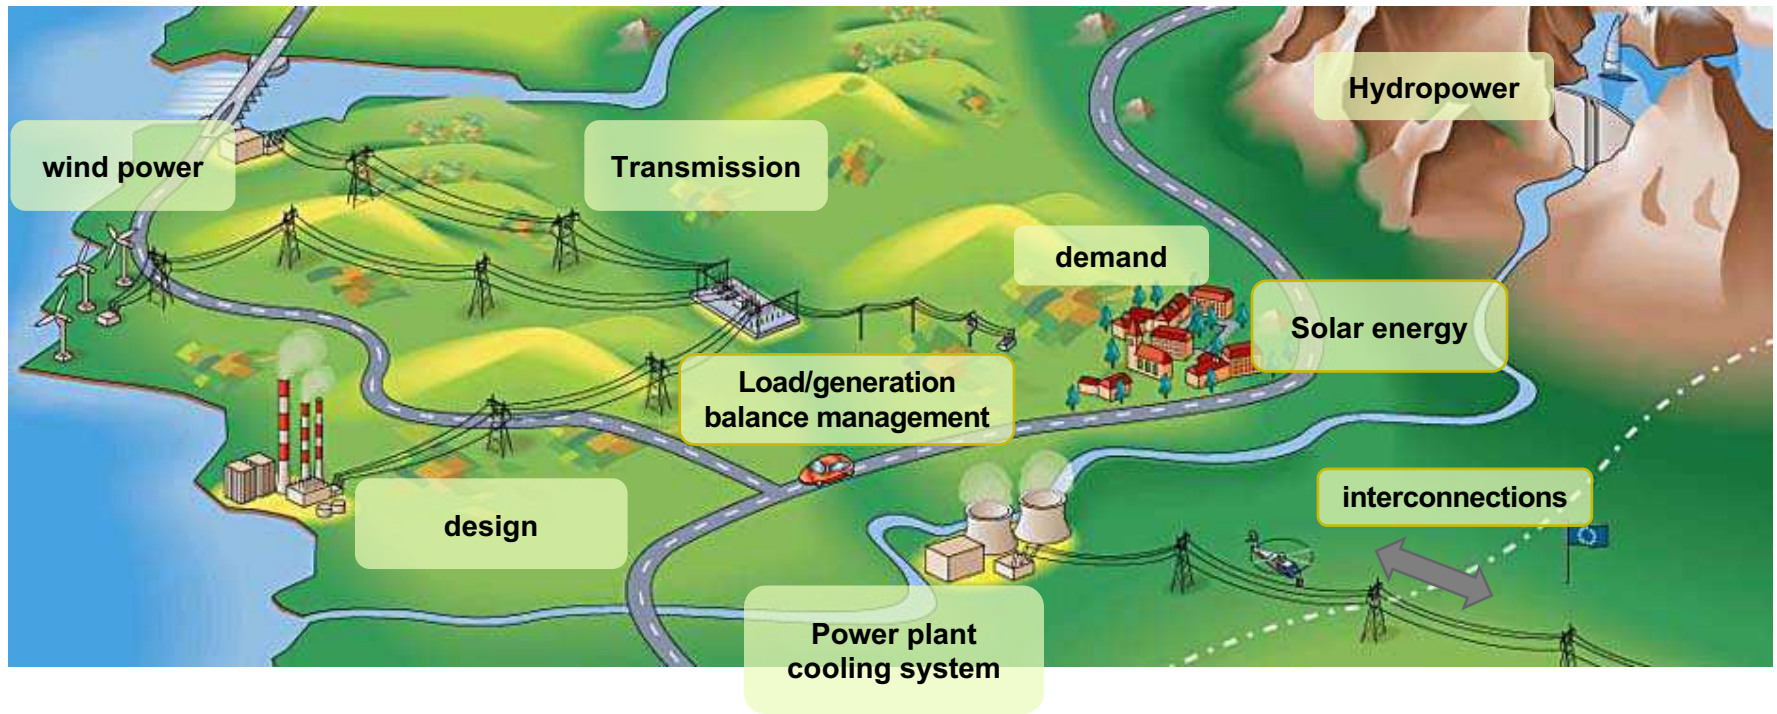 Hydropower
wind power
Transmission
demand
Solar energy
Load/generation
balance management
interconnections
design
Power plant
cooling system